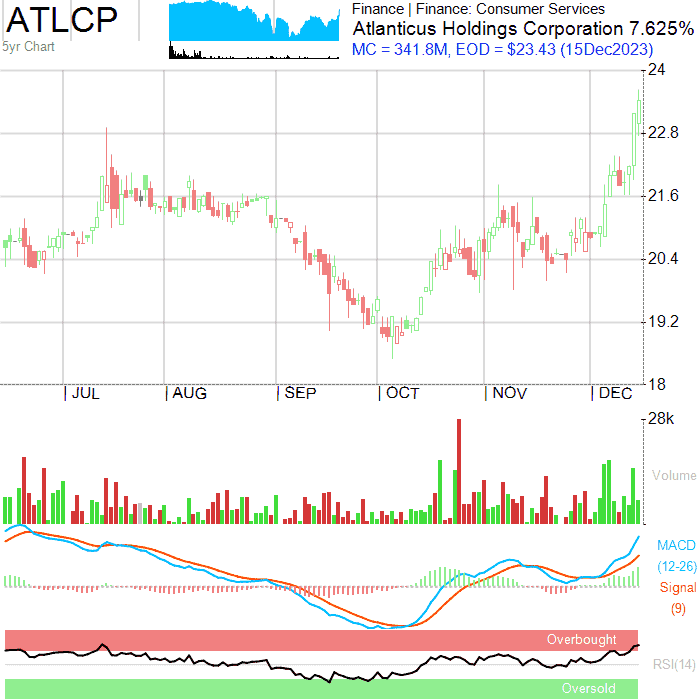 ATLCP
5yr Chart
Finance | Finance: Consumer Services
Atlanticus Holdings Corporation 7.625%
MC = 341.8M, EOD = $23.43 (15Dec2023)
24
22.8
21.6
20.4
19.2
18
JUL AUG SEP OCT NOV DEC
28k
Volume
MACD
(12-26)
Signal
(9)
Overbought
RSI(14)
Oversold